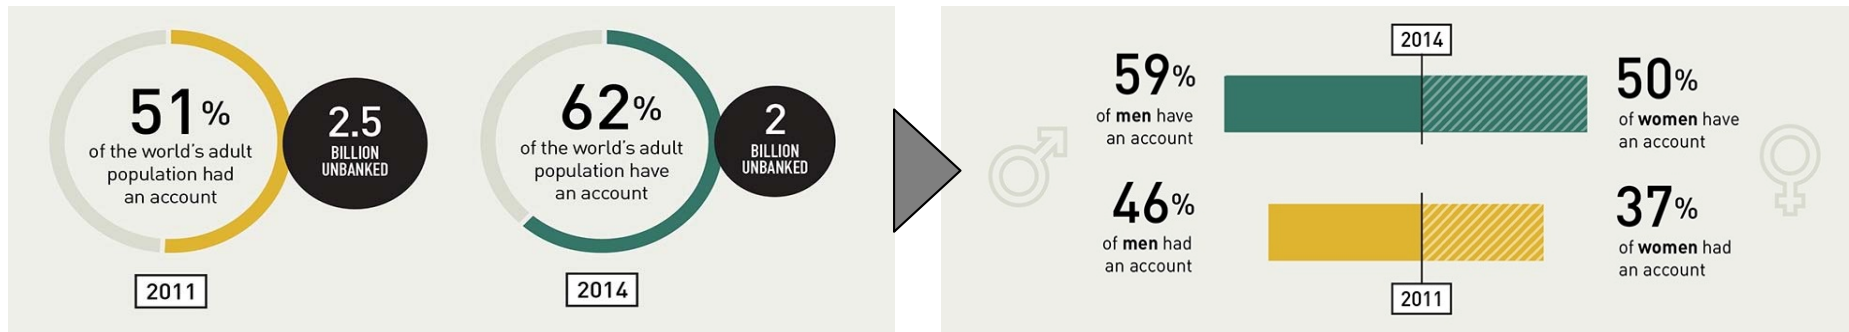 51%
of the world's adult
population had
an account
2.5
BILLION
UNBANKED
2011
62%
of the world's adult
population have
an account
2
BILLION
UNBANKED
2014
2014
59%
of men have
an account
50%
of women have
an account
46%
of men had
an account
37%
of women had
an account
2011